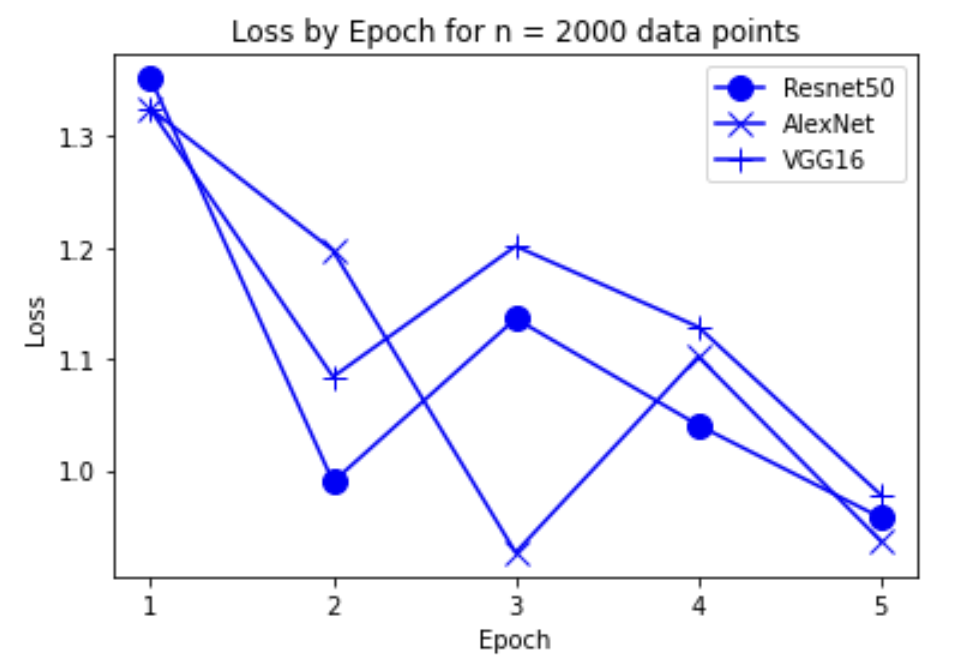 Loss by Epoch for n = 2000 data points
Resnet50
AlexNet
VGG16
1.3
1.2
1.1
1.0
Loss
1 2 3 4 5
Epoch